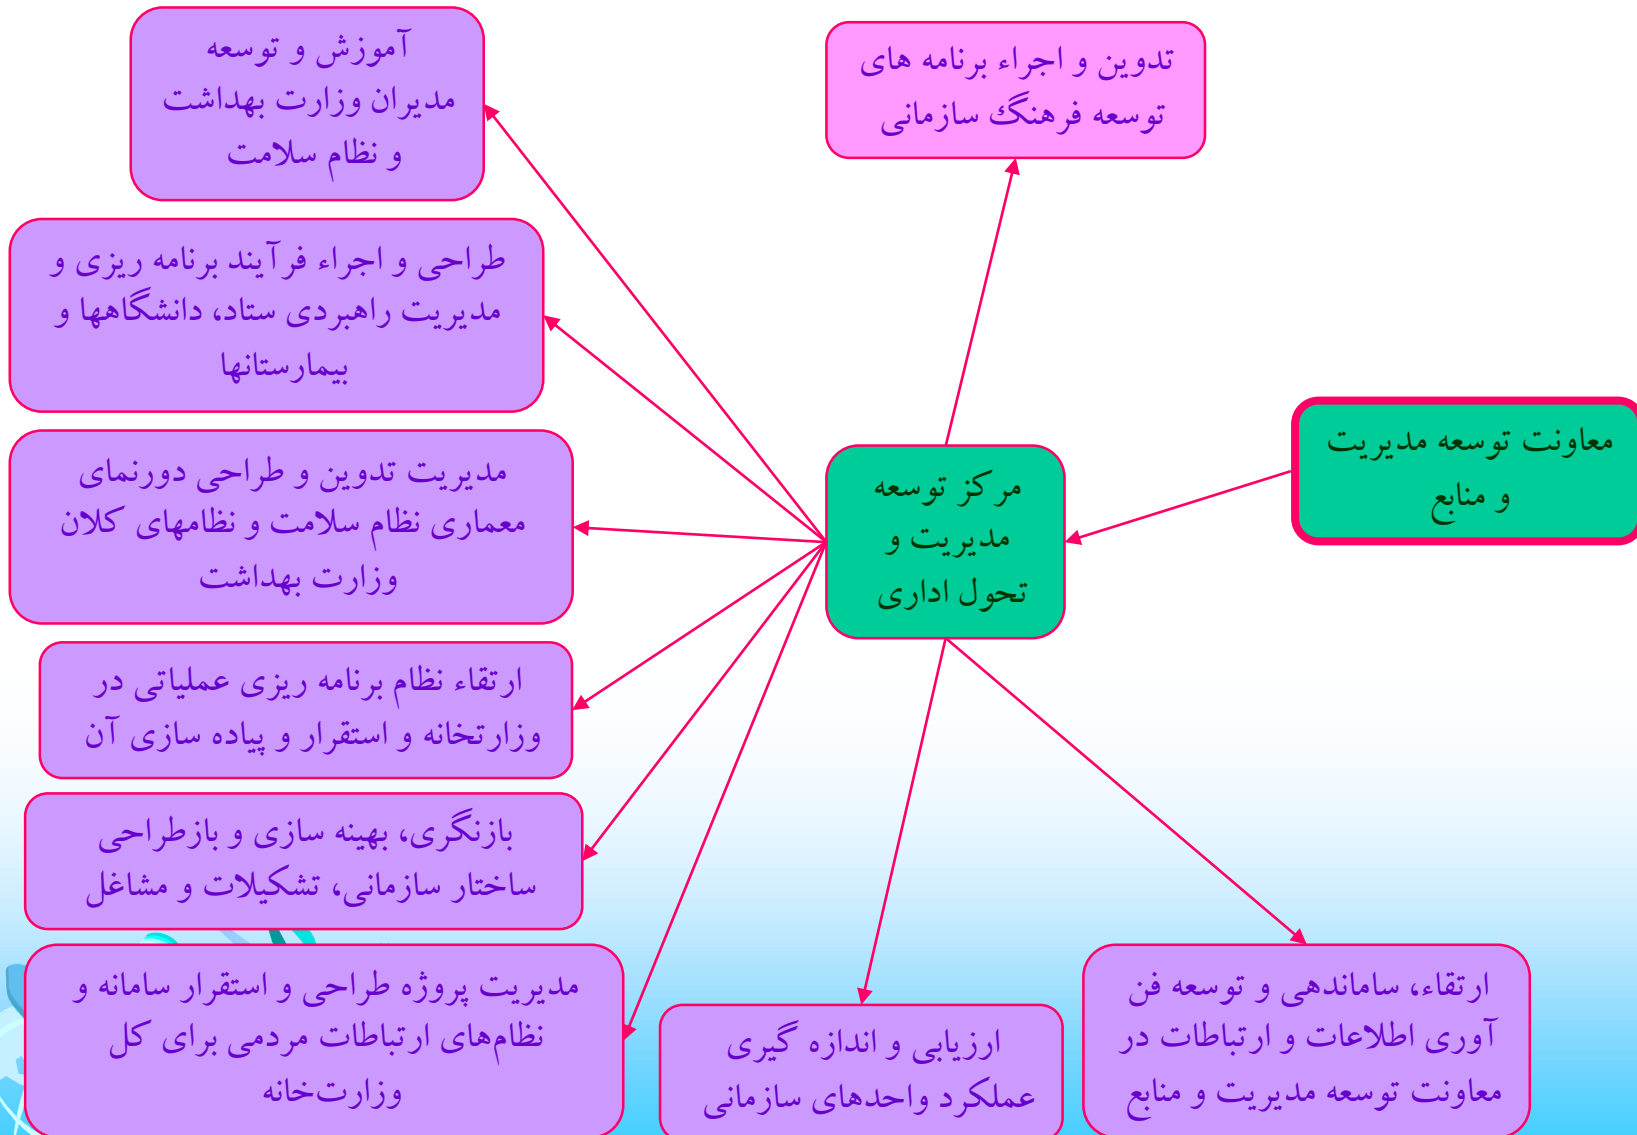 آموزش و توسعه
مدیران وزارت بهداشت
و نظام سلامت
تدوین و اجراء برنامه های
توسعه فرهنگ سازمانی
طراحی و اجراء فرآیند برنامه ریزی و
مدیریت راهبردی ستاد، دانشگاهها و
بیمارستانها
معاونت توسعه مدیریت
و منابع
مدیریت تدوین و طراحی دورنمای
معماری نظام سلامت و نظامهای کلان
وزارت بهداشت
مرکز توسعه
مدیریت و
تحول اداری
ارتقاء نظام برنامه ریزی عملیاتی در
وزارتخانه و استقرار و پیاده سازی آن
بازنگری، بهینه سازی و بازطراحی
ساختار سازمانی، تشکیلات و مشاغل
مدیریت پروژه طراحی و استقرار سامانه و
نظام‌های ارتباطات مردمی برای کل
وزارت‌خانه
ارزیابی و اندازه گیری
عملکرد واحدهای سازمانی
ارتقاء، ساماندهی و توسعه فن
آوری اطلاعات و ارتباطات در
معاونت توسعه مدیریت و منابع